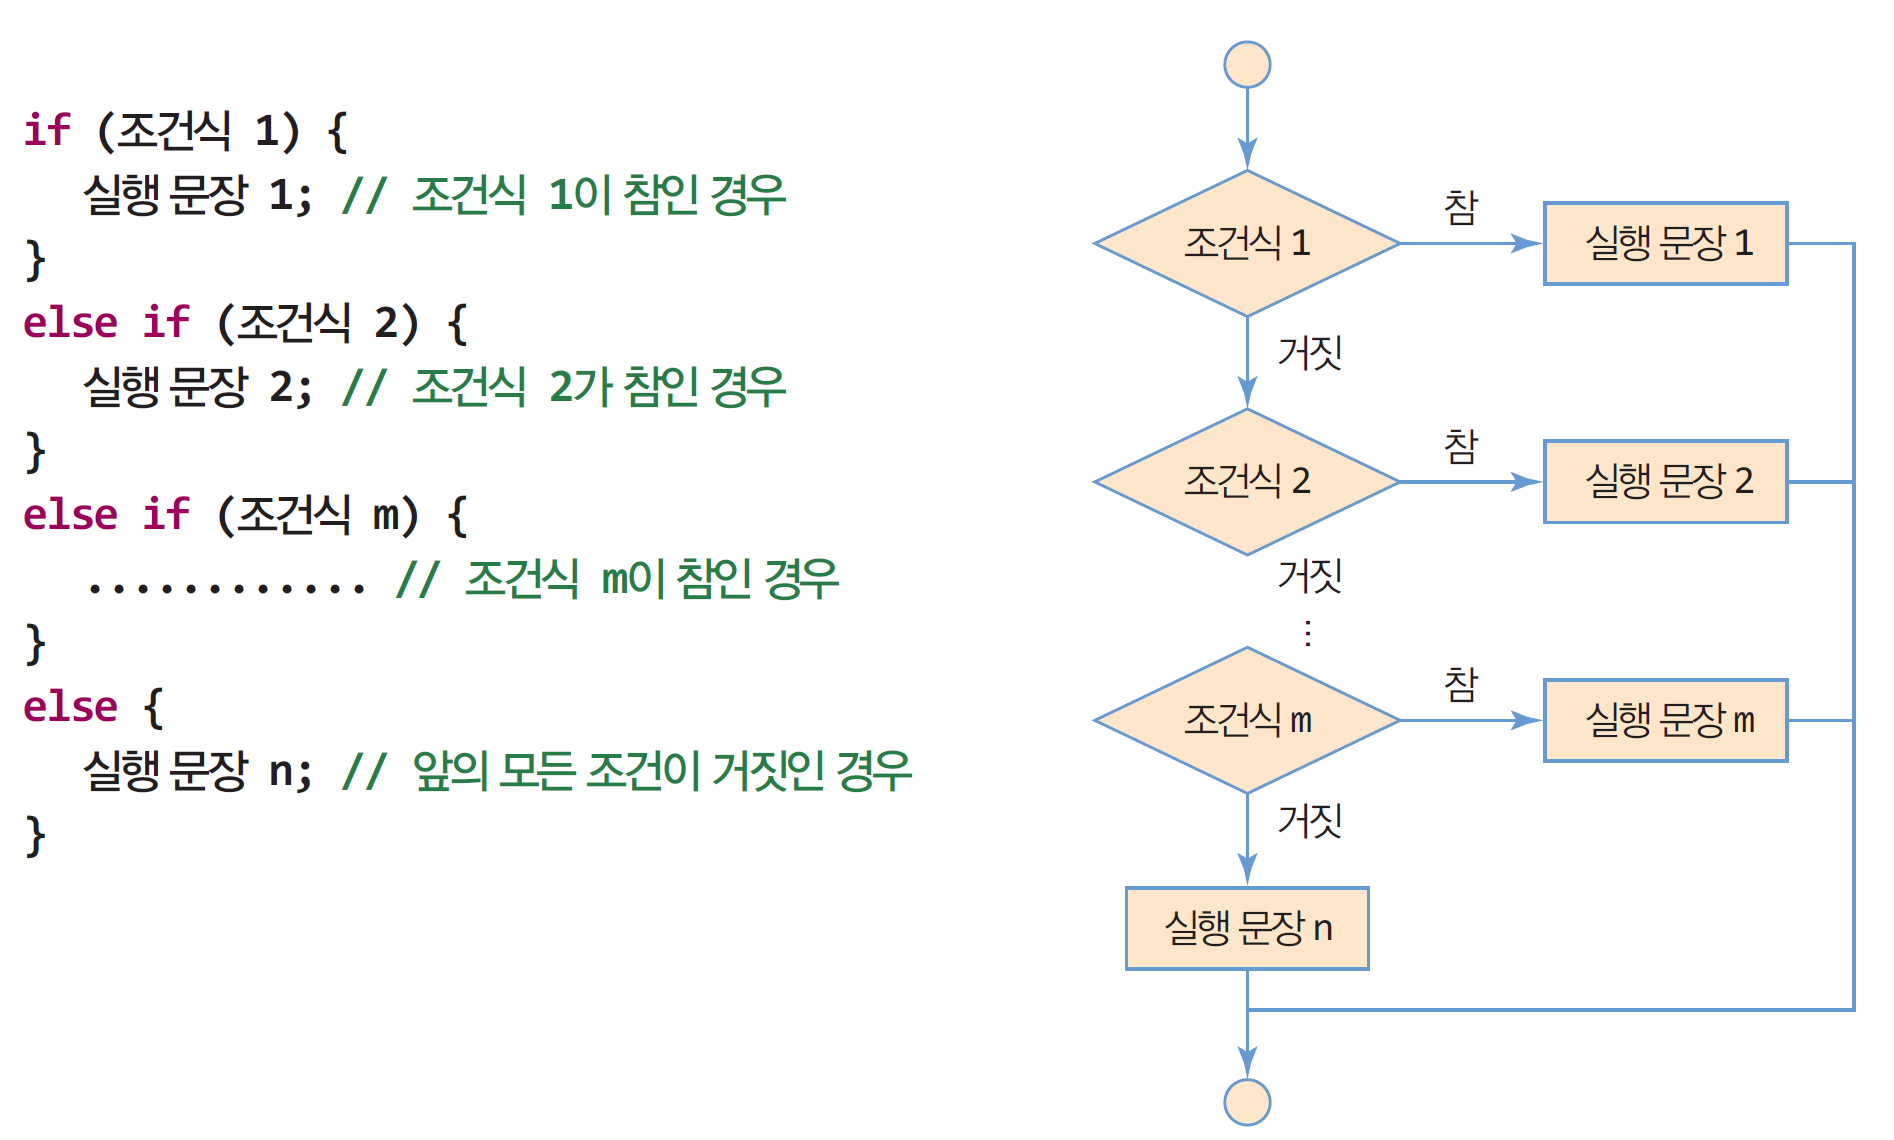 if (조건식 1) {
실행 문장 1; // 조건식 1이 참인 경우
}
else if (조건식 2) {
실행 문장 2; // 조건식 2가 참인 경우
}
else if (조건식 m) {
............ // 조건식 m이 참인 경우
}
else {
실행 문장 n; // 앞의 모든 조건이 거짓인 경우
}
조건식 1
참
실행 문장 1
거짓
조건식 2
참
실행 문장 2
거짓
⋮
조건식 m
참
실행 문장 m
거짓
실행 문장 n